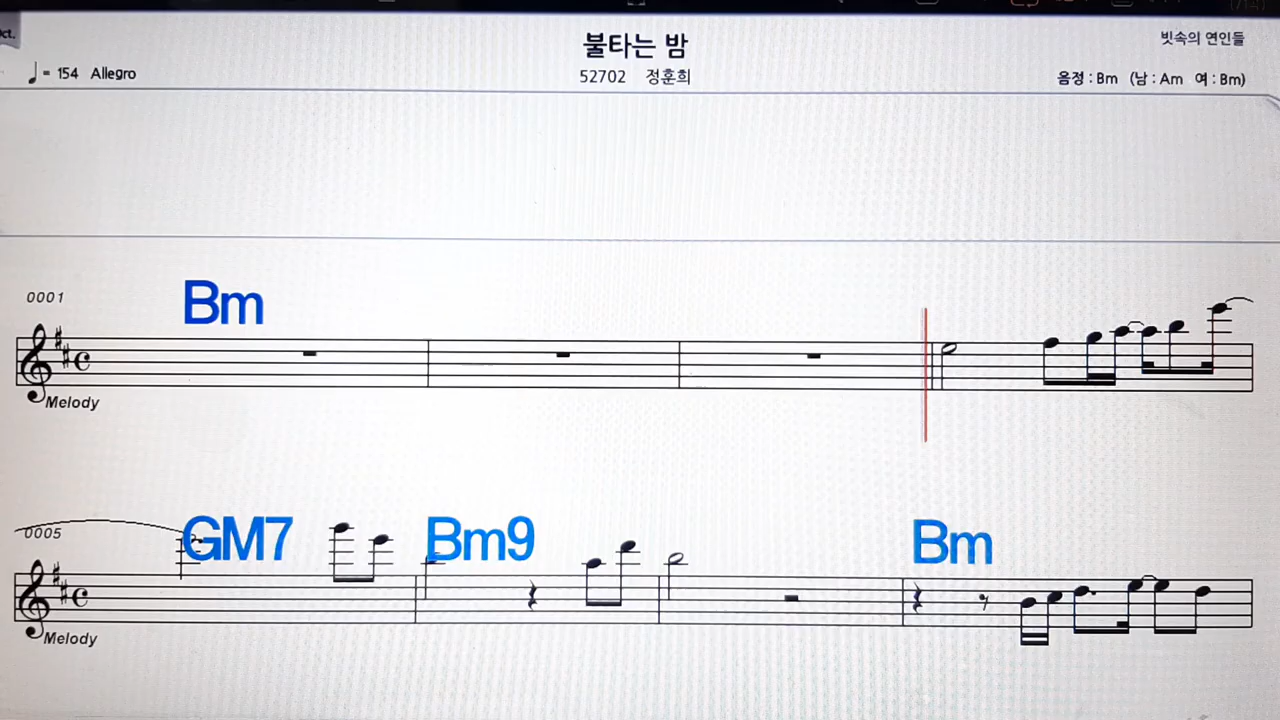 불타는 밤
빗속의 연인들
♩= 154 Allegro
52702 정훈희
음정 : Bm (남 : Am 여 : Bm)
Bm
0001
Melody
GM7 Bm9 Bm
0005
Melody